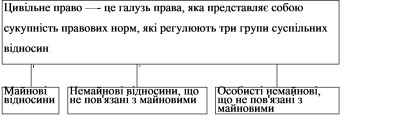 Цивільне право —- це галузь права, яка представляє собою
сукупність правових норм, які регулюють три групи суспільних
відносин
Майнові
відносини
Немайнові відносини, що
не пов'язані з майновими
Особисті немайнові,
що не пов'язані з
майновими